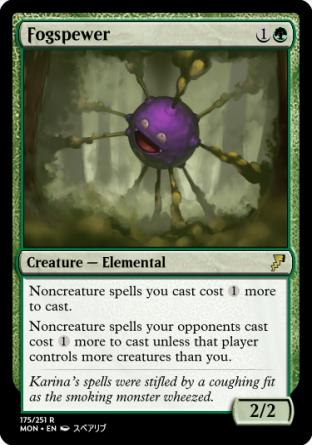 Fogspewer 1
Creature — Elemental
Noncreature spells you cast cost 1 more
to cast.
Noncreature spells your opponents cast
cost 1 more to cast unless that player
controls more creatures than you.
Karina's spells were stifled by a coughing fit
as the smoking monster wheezed.
2/2
175/251 R
MON • EN スペアリブ